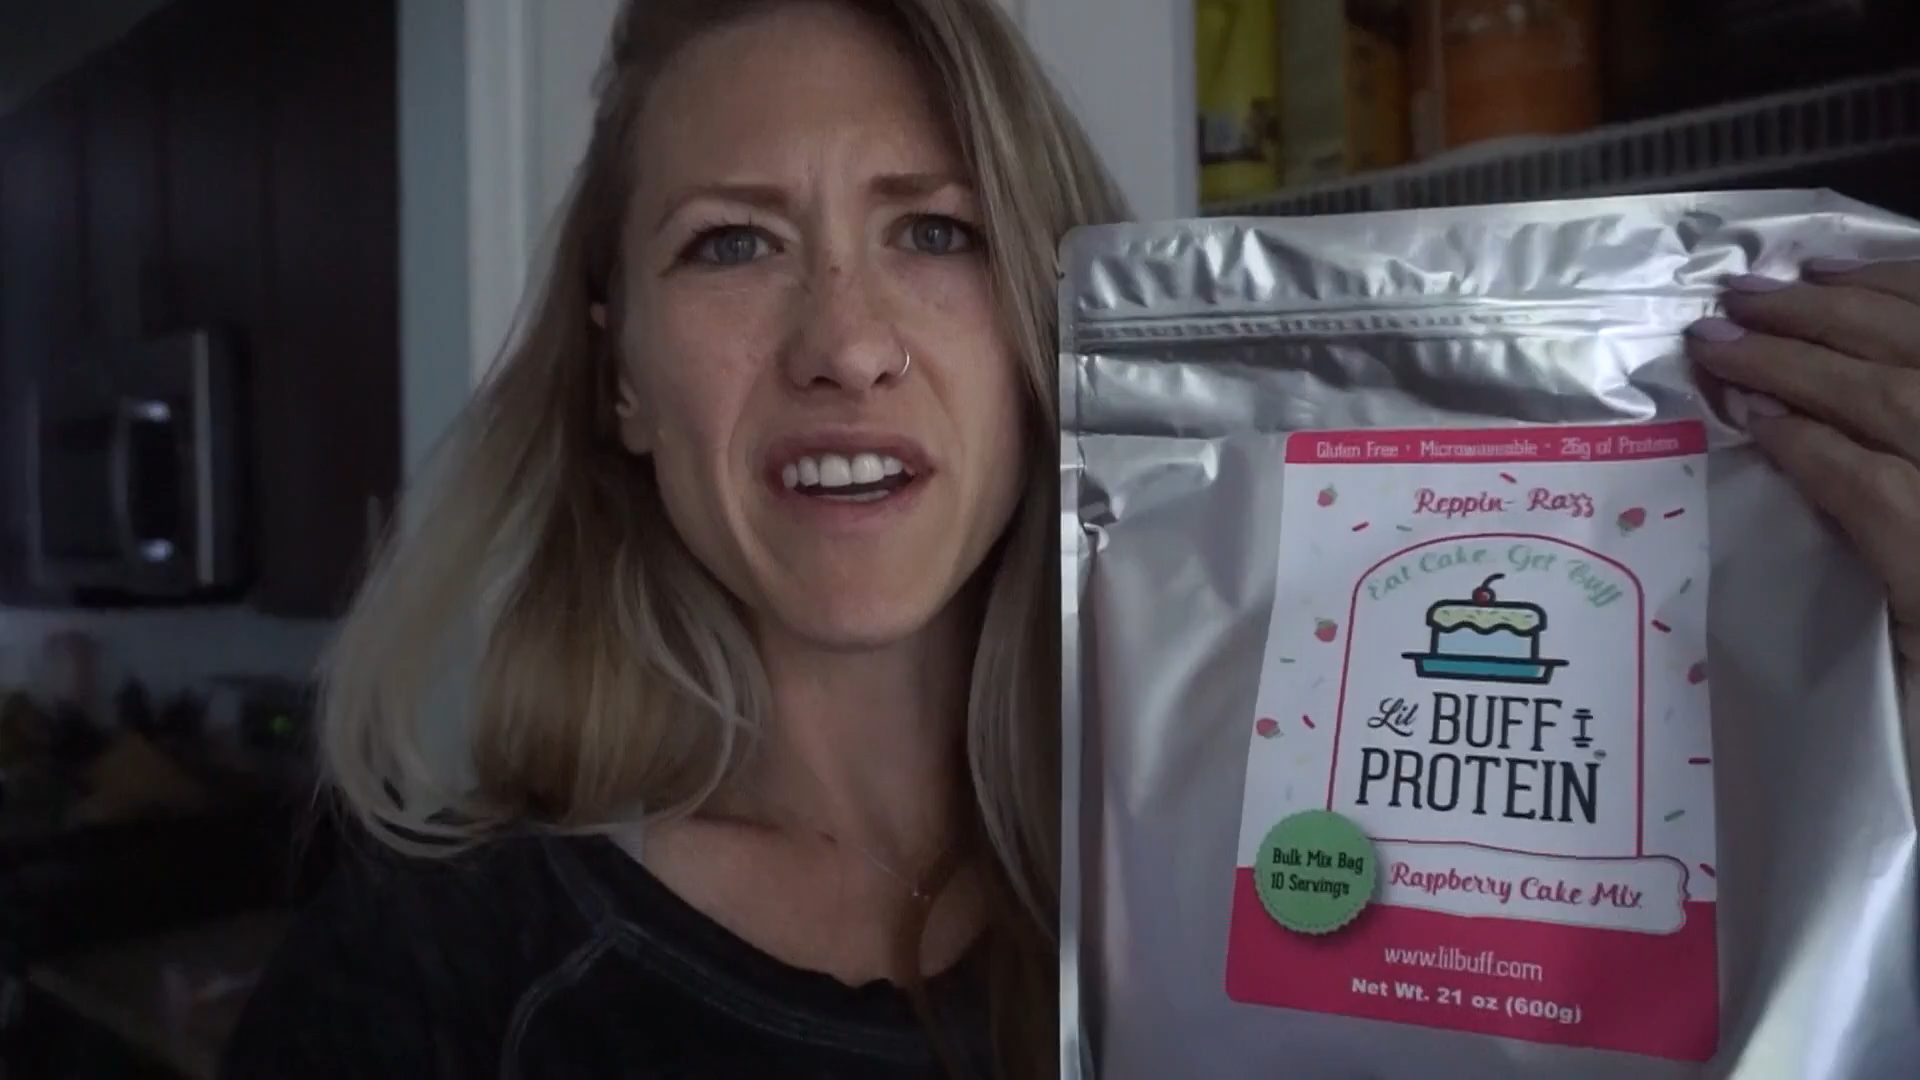 Gluten Free • Microwaveable • 26g of Protein
Reppin- Razz
Eat Cake. Get Buff
Lil BUFF
PROTEIN™
Bulk Mix Bag
10 Servings
Raspberry Cake Mix
www.lilbuff.com
Net Wt. 21 oz (600g)